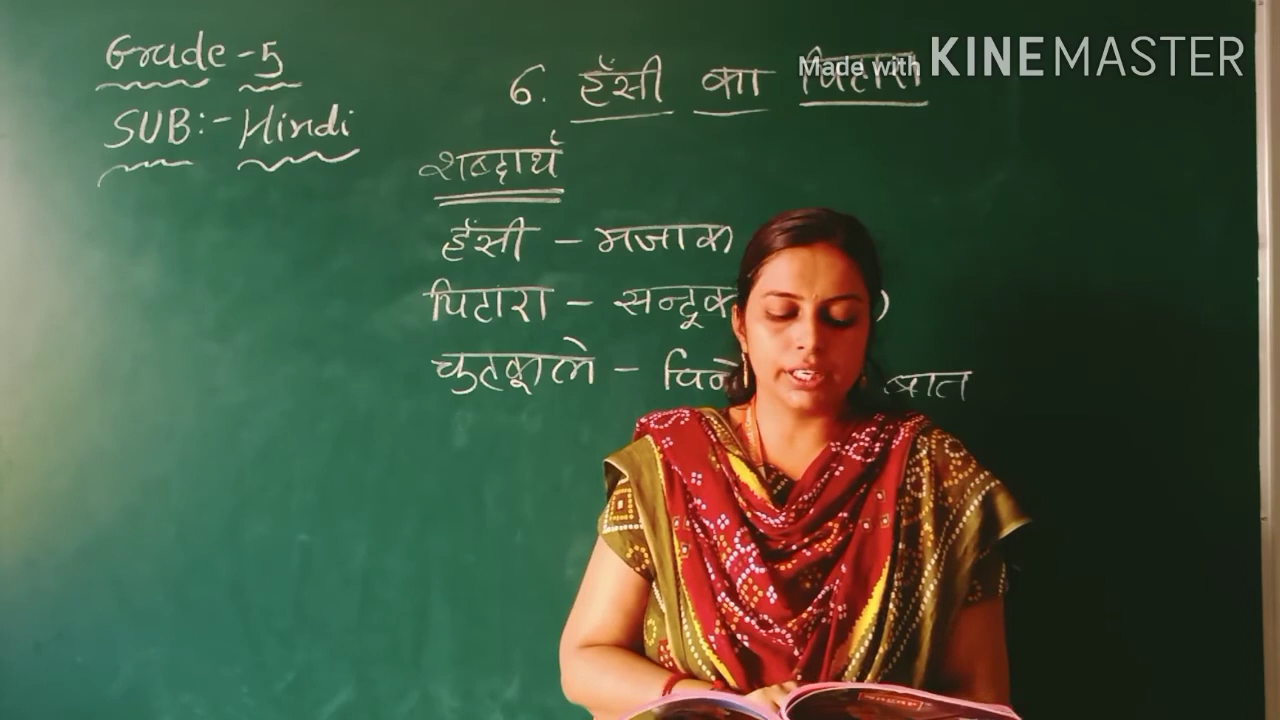 Grade-5
SUB:- Hindi
Made with KINEMASTER
6. हँसी का पिटारा
शब्दार्थ
हँसी - मजाक
पिटारा - सन्दूक )
चुटकूले - बात